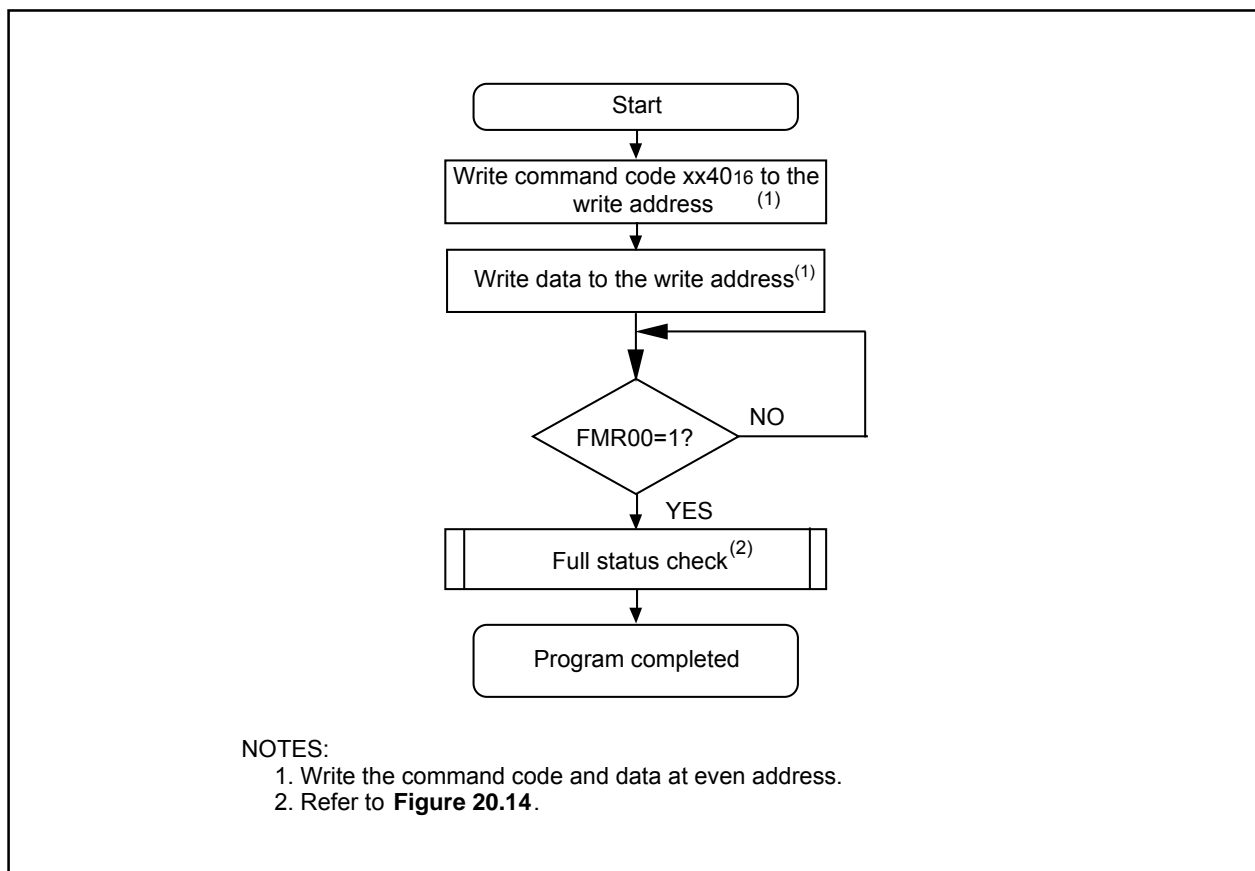 Start
Write command code xx4016 to the
write address (1)
Write data to the write address(1)
NO
FMR00=1?
YES
Full status check(2)
Program completed
NOTES:
1. Write the command code and data at even address.
2. Refer to Figure 20.14.